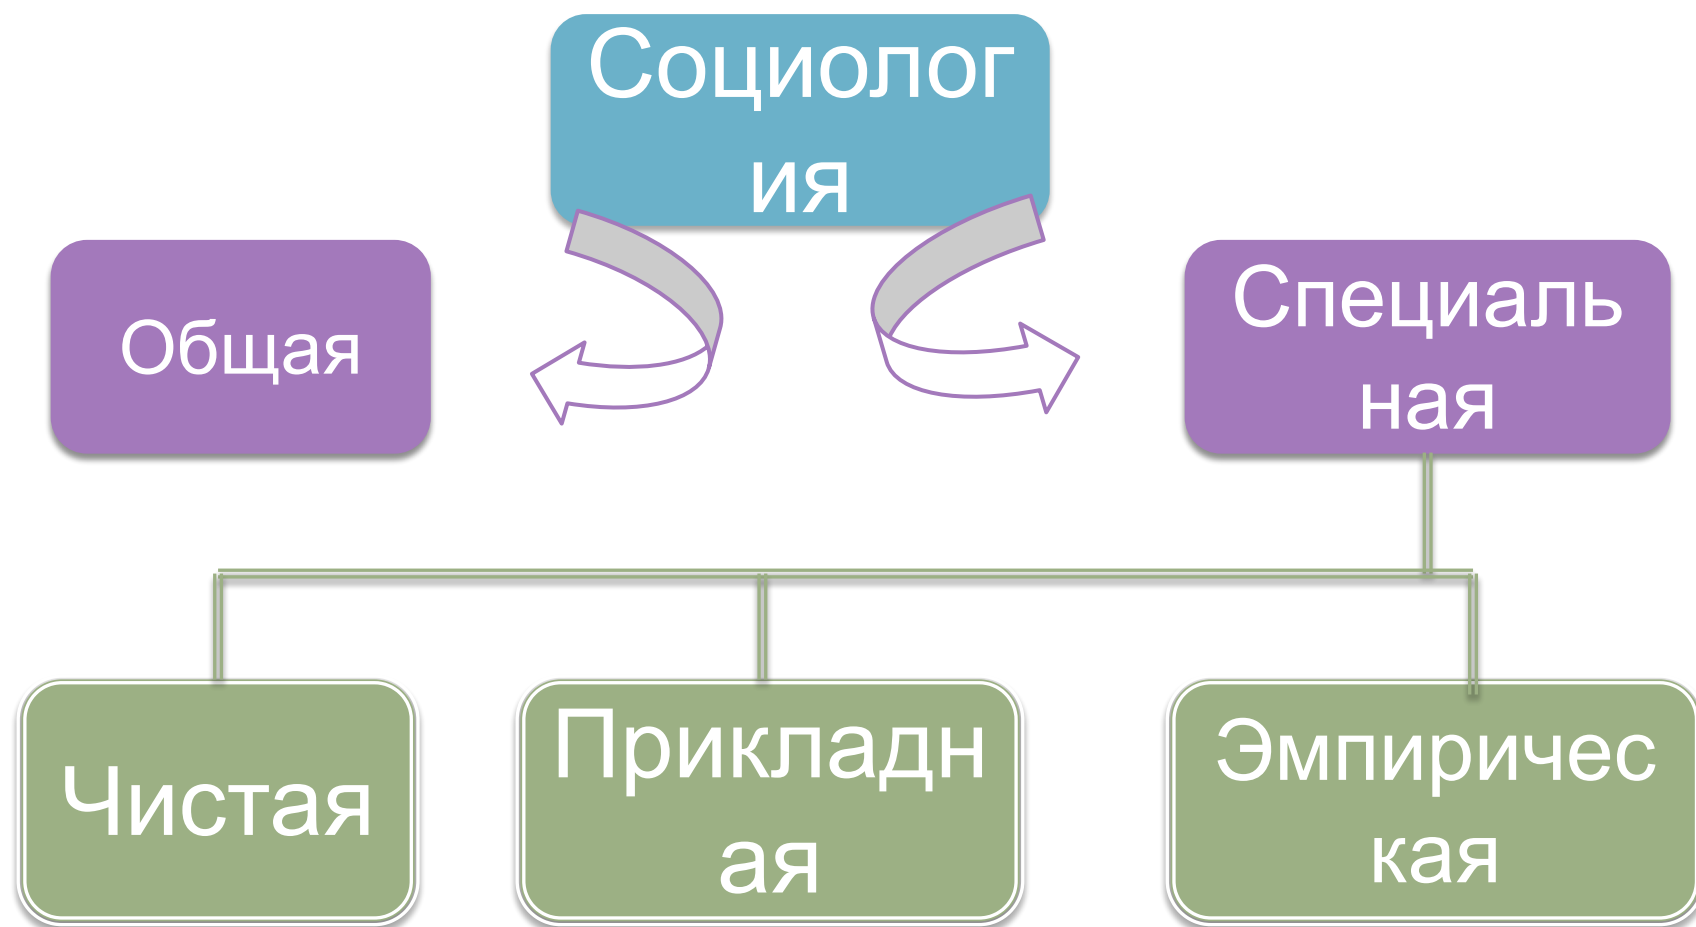 Социолог
ия
Общая
Специаль
ная
Чистая
Прикладн
ая
Эмпиричес
кая